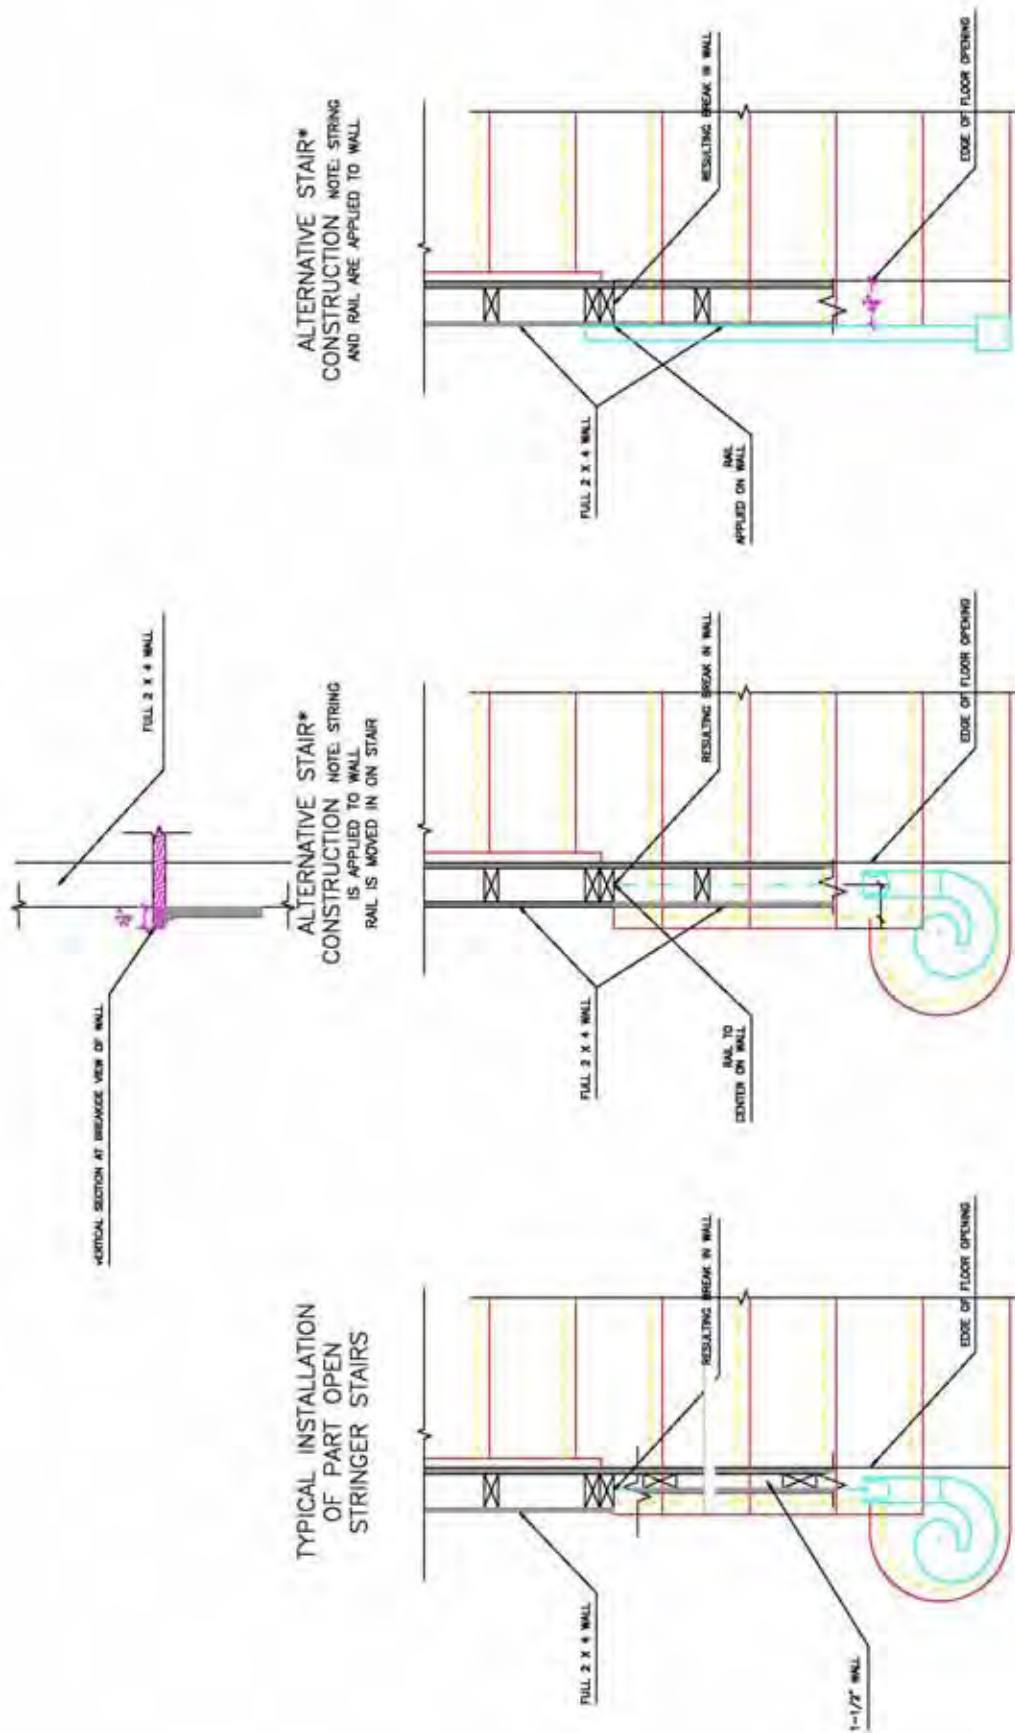 TYPICAL INSTALLATION
OF PART OPEN
STRINGER STAIRS
FULL 2 X 4 WALL
1-1/2" WALL
RESULTING BREAK IN WALL
EDGE OF FLOOR OPENING
VERTICAL SECTION AT BREAKSIDE VIEW OF WALL
FULL 2 X 4 WALL
ALTERNATIVE STAIR*
CONSTRUCTION NOTE: STRING
IS APPLIED TO WALL
RAIL IS MOVED IN ON STAIR
FULL 2 X 4 WALL
RAIL TO
CENTER ON WALL
RESULTING BREAK IN WALL
EDGE OF FLOOR OPENING
ALTERNATIVE STAIR*
CONSTRUCTION NOTE: STRING
AND RAIL ARE APPLIED TO WALL
FULL 2 X 4 WALL
RAIL
APPLIED ON WALL
RESULTING BREAK IN WALL
EDGE OF FLOOR OPENING